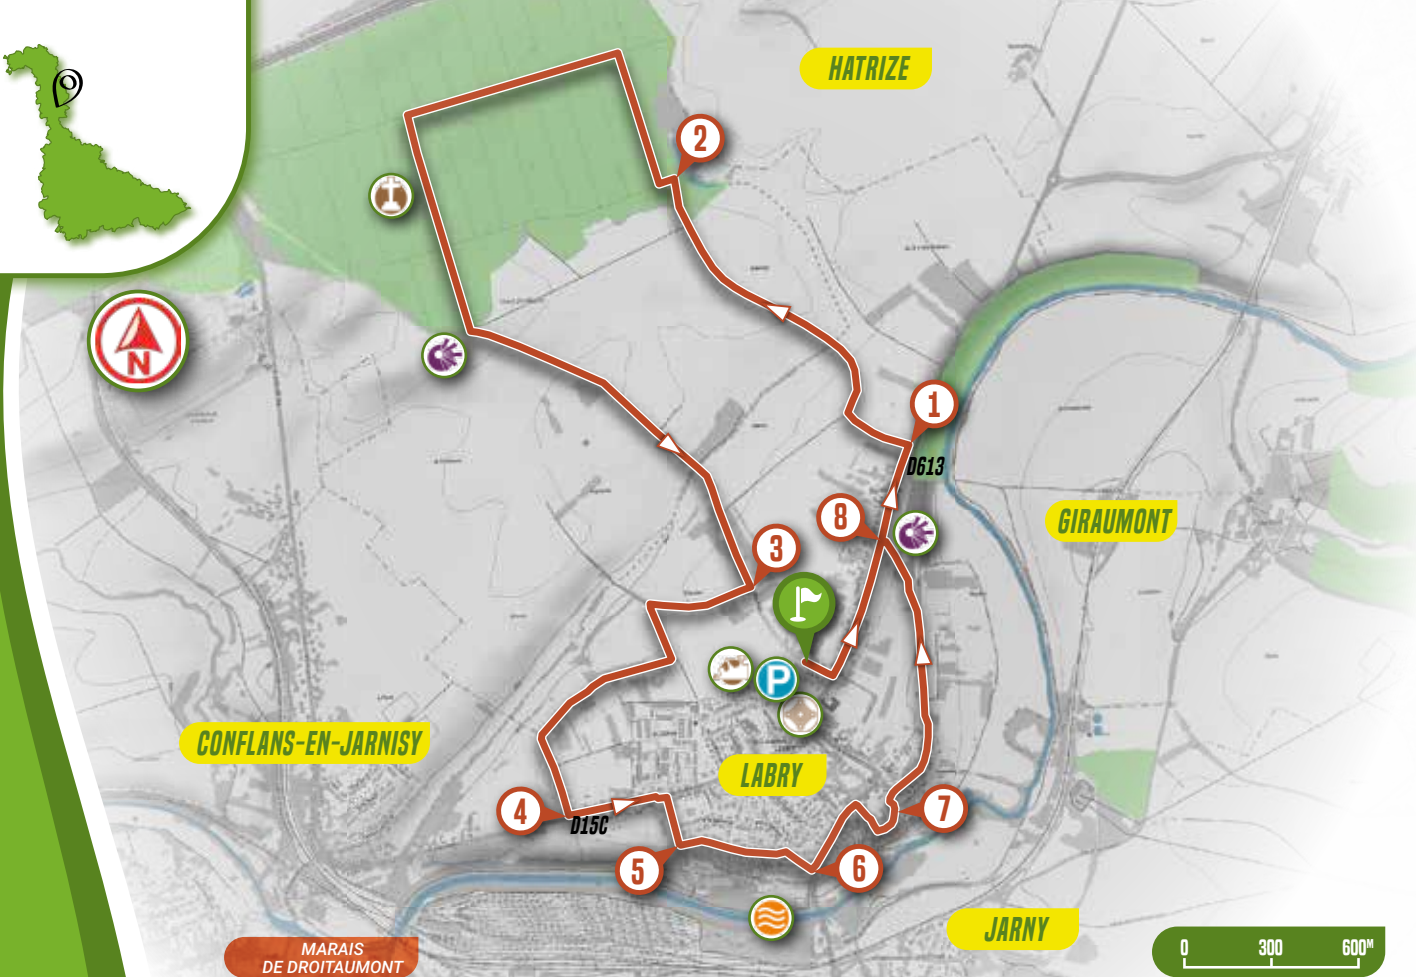 HATRIZE
2
N
1
D613
8
GIRAUMONT
3
P
CONFLANS-EN-JARNISY
LABRY
4
D15C
7
5
6
JARNY
MARAIS
DE DROITAUMONT
0 300 600M